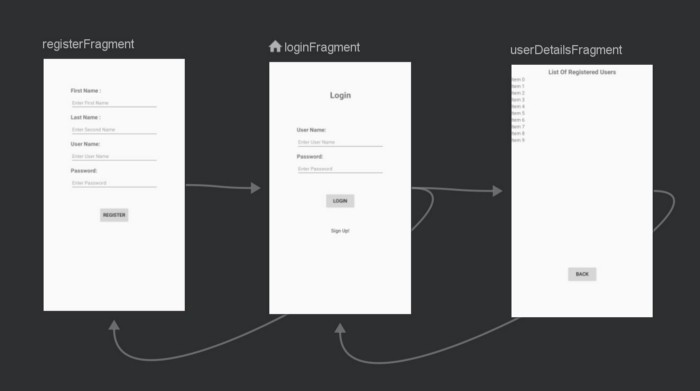 registerFragment
First Name :
Enter First Name
Last Name :
Enter Second Name
User Name:
Enter User Name
Password:
Enter Password
REGISTER
loginFragment
Login
User Name:
Enter User Name
Password:
Enter Password
LOGIN
Sign Up!
userDetailsFragment
List Of Registered Users
Item 0
Item 1
Item 2
Item 3
Item 4
Item 5
Item 6
Item 7
Item 8
Item 9
BACK